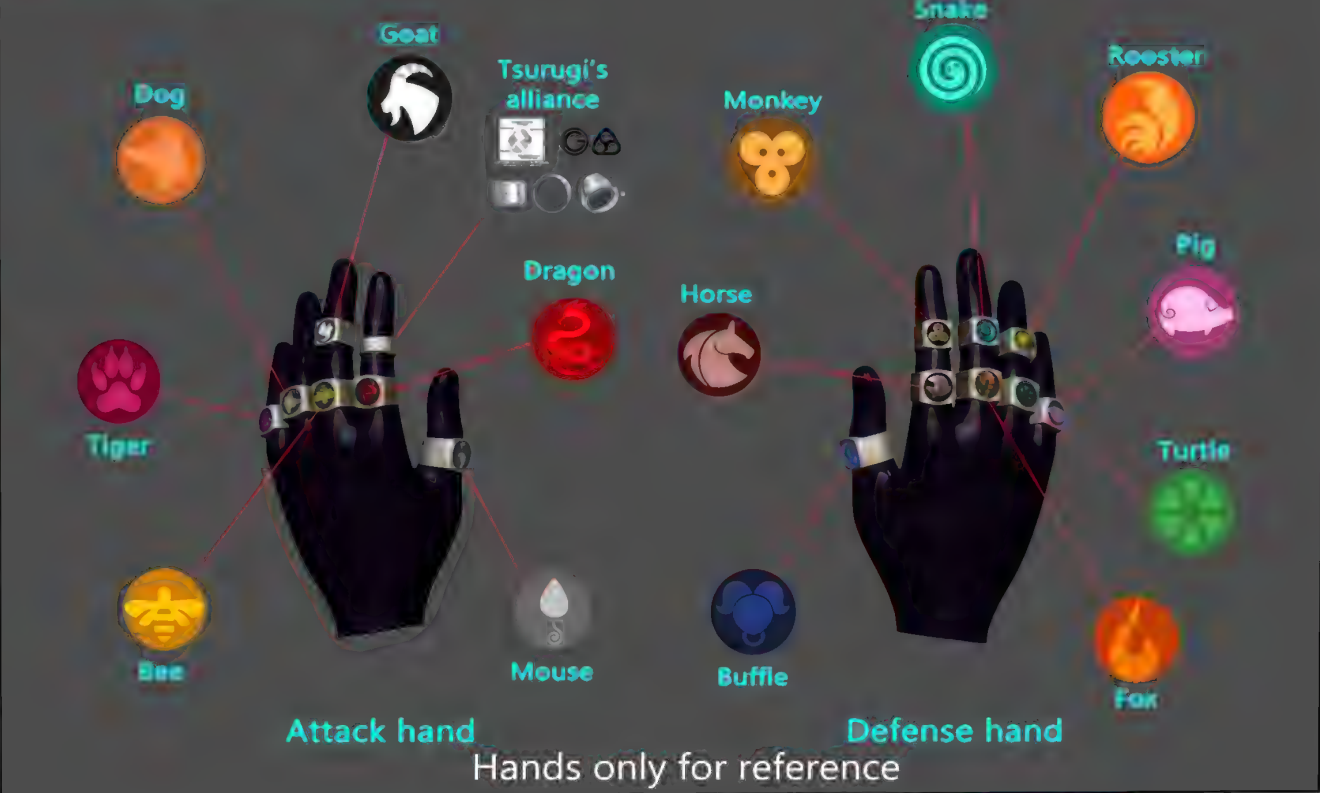 Goat
Tsurugi's
alliance
Dog
Dragon
Tiger
Bee
Mouse
Attack hand
Snake
Rooster
Monkey
Pig
Horse
Turtle
Buffle
Fox
Defense hand
Hands only for reference